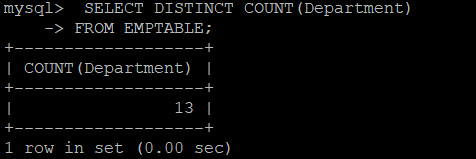 mysql>  SELECT DISTINCT COUNT(Department)
    -> FROM EMPTABLE;
+-------------------+
| COUNT(Department) |
+-------------------+
|                13 |
+-------------------+
1 row in set (0.00 sec)